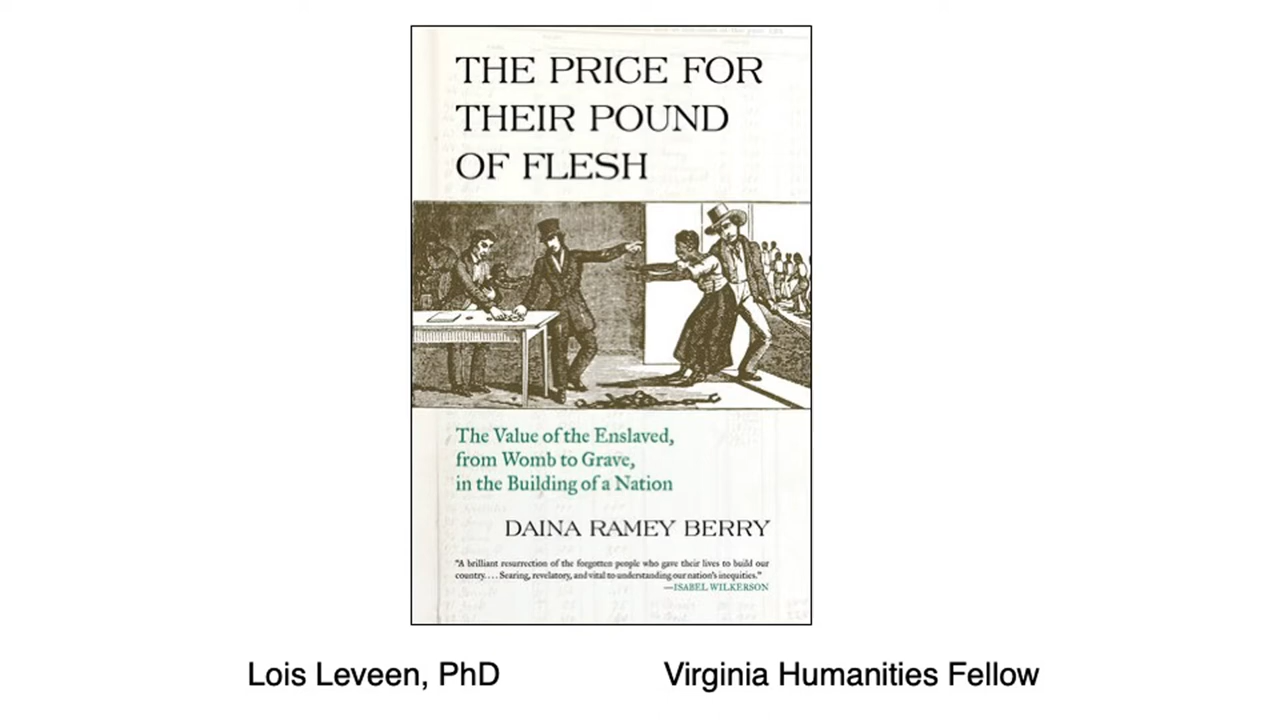 THE PRICE FOR
THEIR POUND
OF FLESH
The Value of the Enslaved,
from Womb to Grave,
in the Building of a Nation
DAINA RAMEY BERRY
"A brilliant resurrection of the forgotten people who gave their lives to build our
country. . . . Searing, revelatory, and vital to understanding our nation's inequities."
—ISABEL WILKERSON
Lois Leveen, PhD
Virginia Humanities Fellow